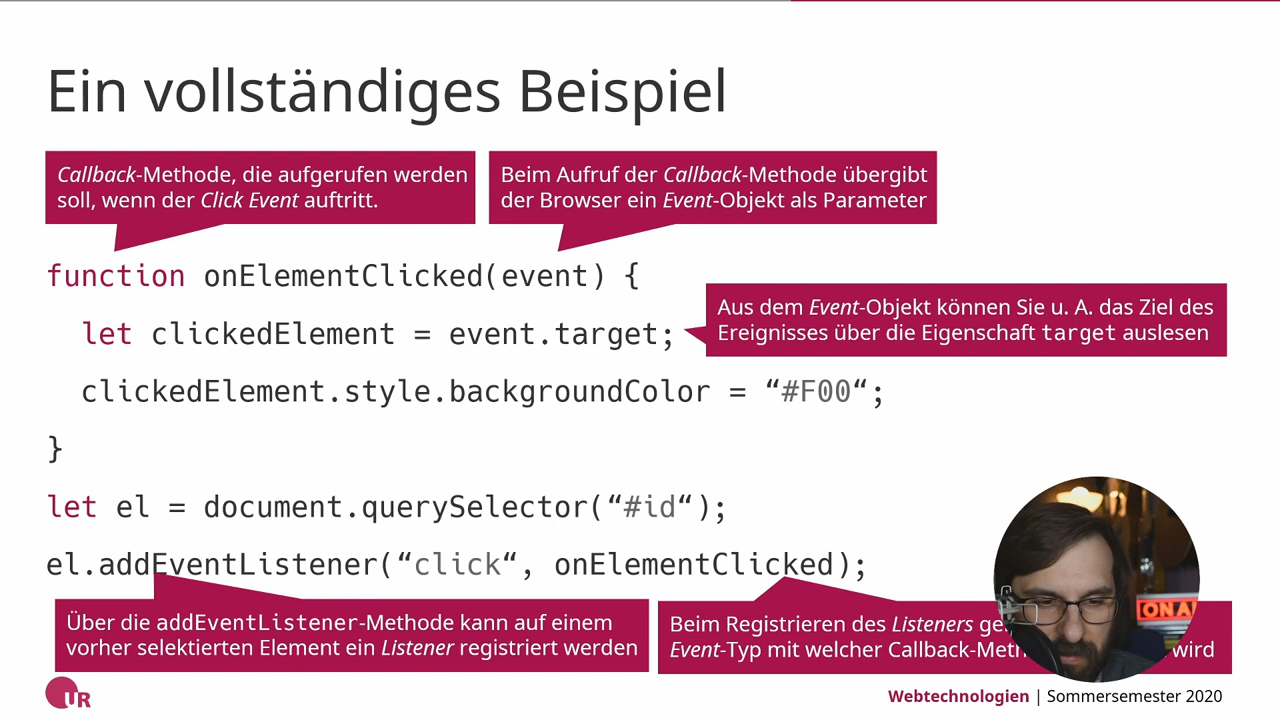 Ein vollständiges Beispiel
Callback-Methode, die aufgerufen werden
soll, wenn der Click Event auftritt.
Beim Aufruf der Callback-Methode übergibt
der Browser ein Event-Objekt als Parameter
function onElementClicked(event) {
Aus dem Event-Objekt können Sie u. A. das Ziel des
Ereignisses über die Eigenschaft target auslesen
let clickedElement = event.target;
clickedElement.style.backgroundColor = “#F00“;
}
let el = document.querySelector(“#id“);
el.addEventListener(“click“, onElementClicked);
Über die addEventListener-Methode kann auf einem
vorher selektierten Element ein Listener registriert werden
Beim Registrieren des Listeners
Event-Typ mit welcher wird
ON
UR
Webtechnologien | Sommersemester 2020